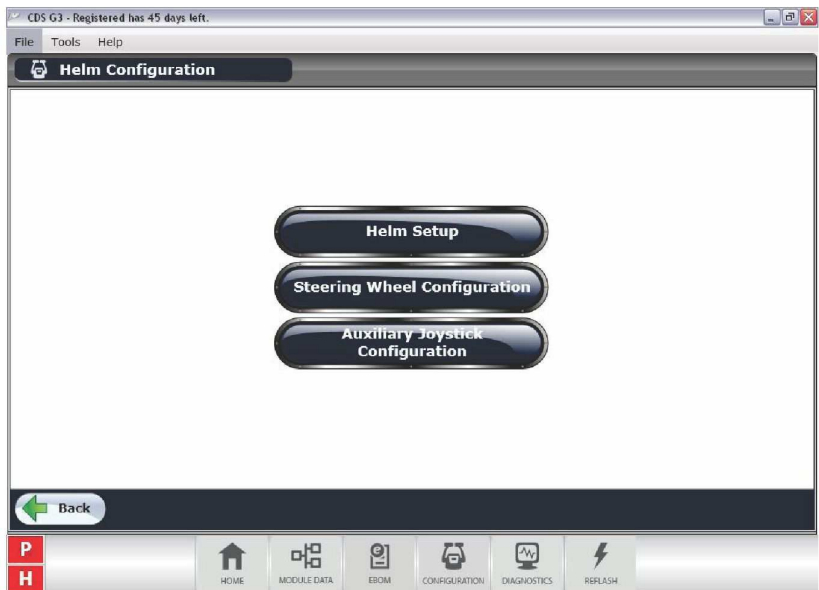 CDS G3 - Registered has 45 days left.
File Tools Help
Helm Configuration
Helm Setup
Steering Wheel Configuration
Auxiliary Joystick
Configuration
Back
P
H
HOME MODULE DATA EBOM CONFIGURATION DIAGNOSTICS REFLASH